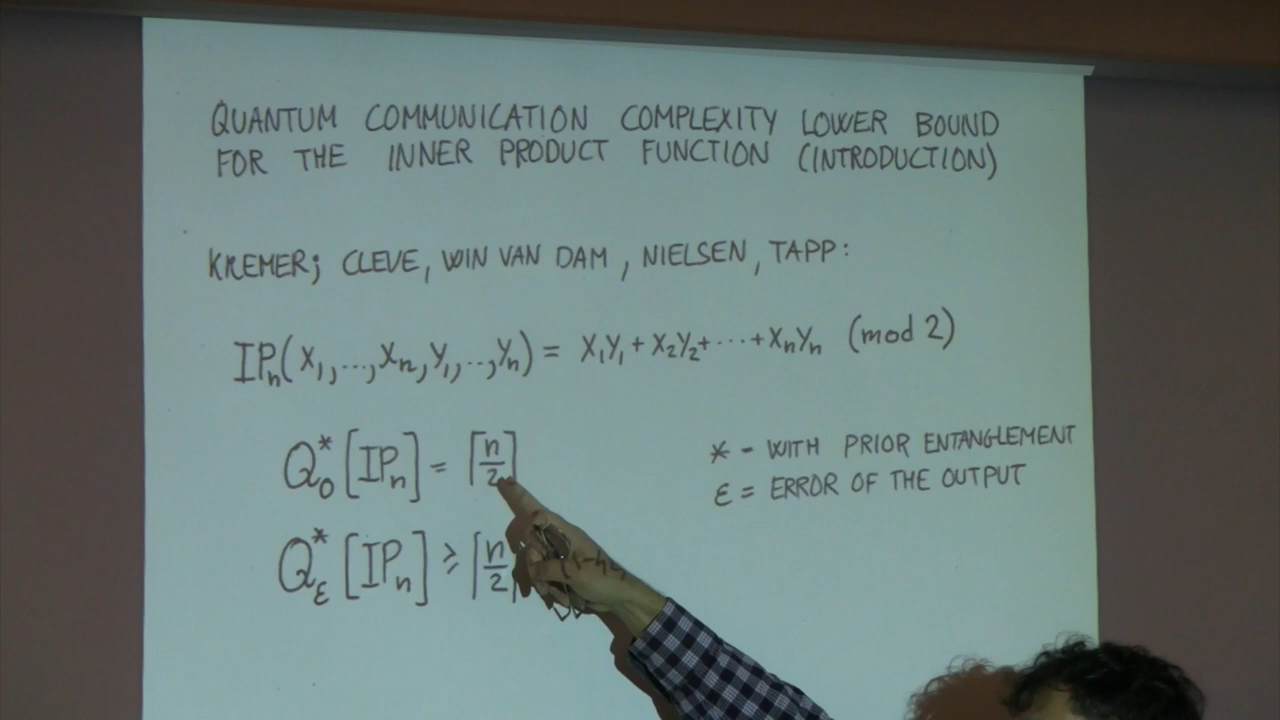 QUANTUM COMMUNICATION COMPLEXITY LOWER BOUND
FOR THE INNER PRODUCT FUNCTION (INTRODUCTION)
KREMER; CLEVE, WIN VAN DAM, NIELSEN, TAPP:
IPₙ(X₁,...,Xₙ,Y₁,...,Yₙ) = X₁Y₁+X₂Y₂+···+XₙYₙ (mod 2)
Q₀*[IPₙ] = ⌈n/2⌉
* - WITH PRIOR ENTANGLEMENT
ε = ERROR OF THE OUTPUT
Q*ε[IPₙ] ≥ ⌈n/2